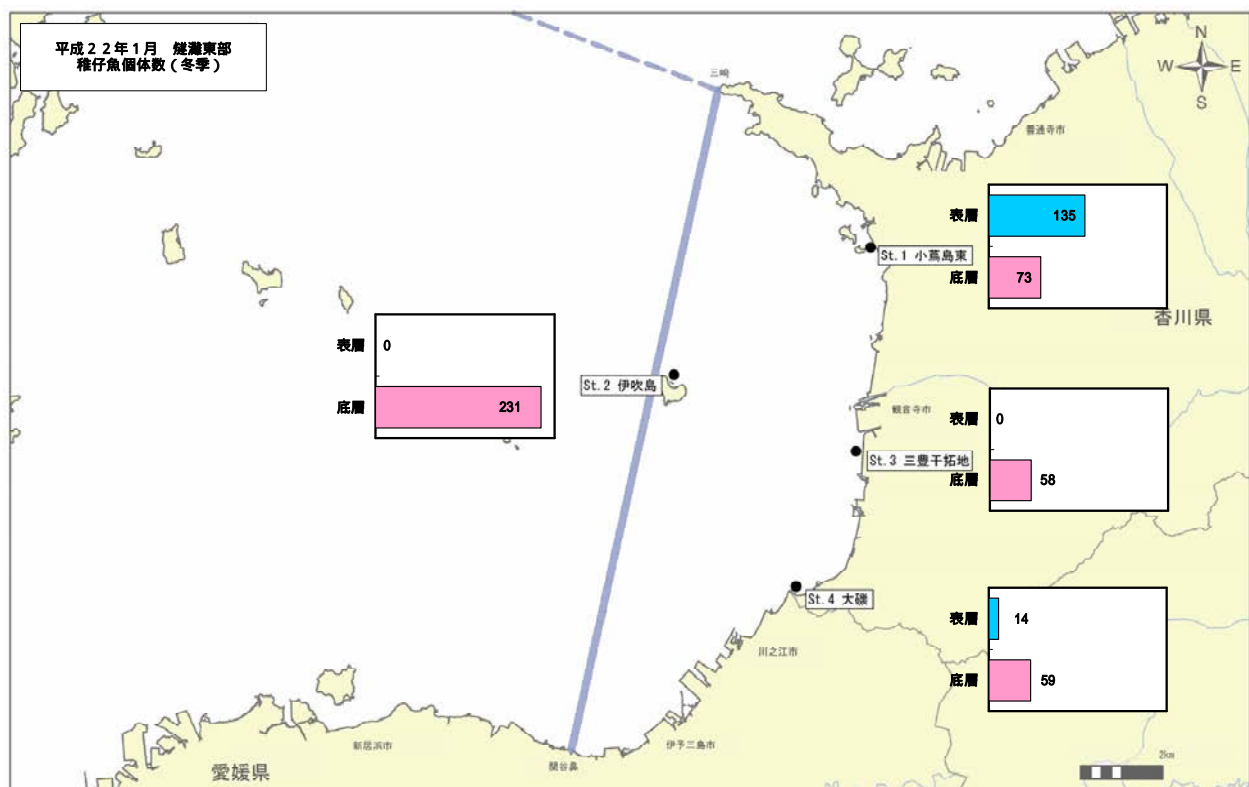 平成22年1月 燧灘東部
稚仔魚個体数(冬季)
三崎
N
W E
S
善通寺市
表層 135
底層 73
St.1 小蔦島東
香川県
表層 0
底層 231
St.2 伊吹島
観音寺市
表層 0
底層 58
St.3 三豊干拓地
表層 14
底層 59
St.4 大磯
川之江市
伊予三島市
新居浜市
関谷鼻
愛媛県
2km